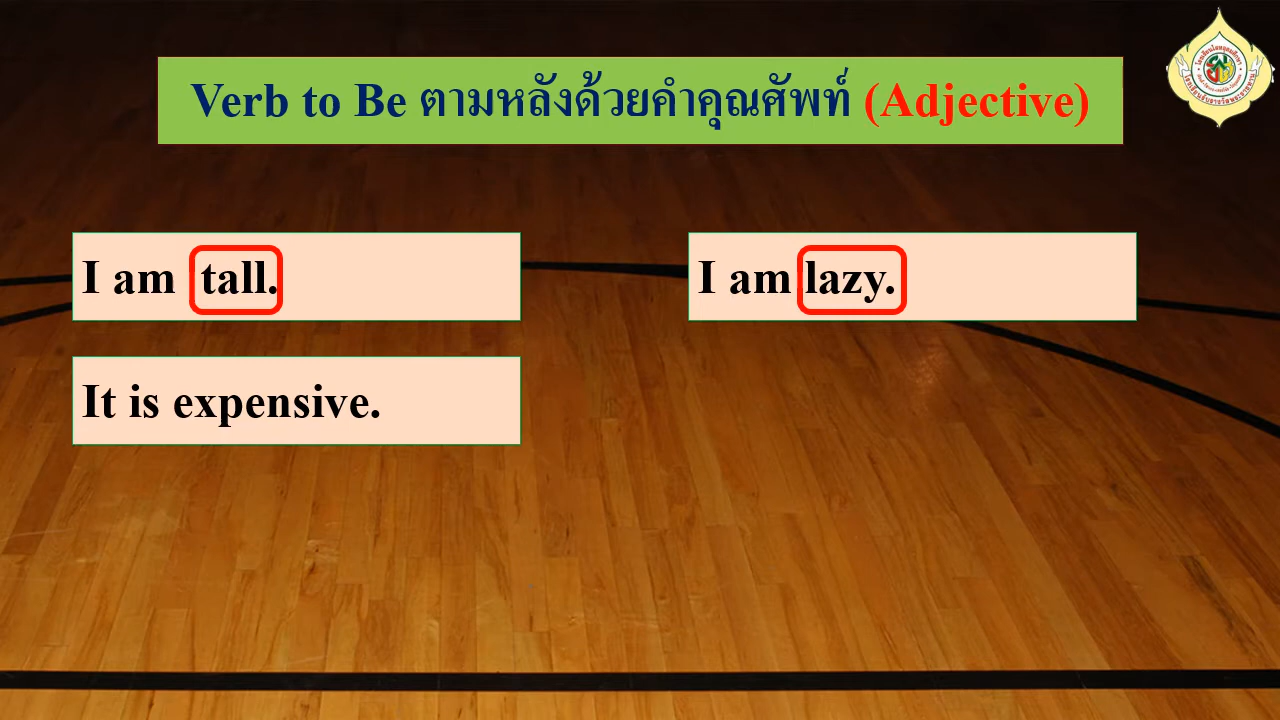 Verb to Be ตามหลังด้วยคำคุณศัพท์ (Adjective)
I am tall.
I am lazy.
It is expensive.